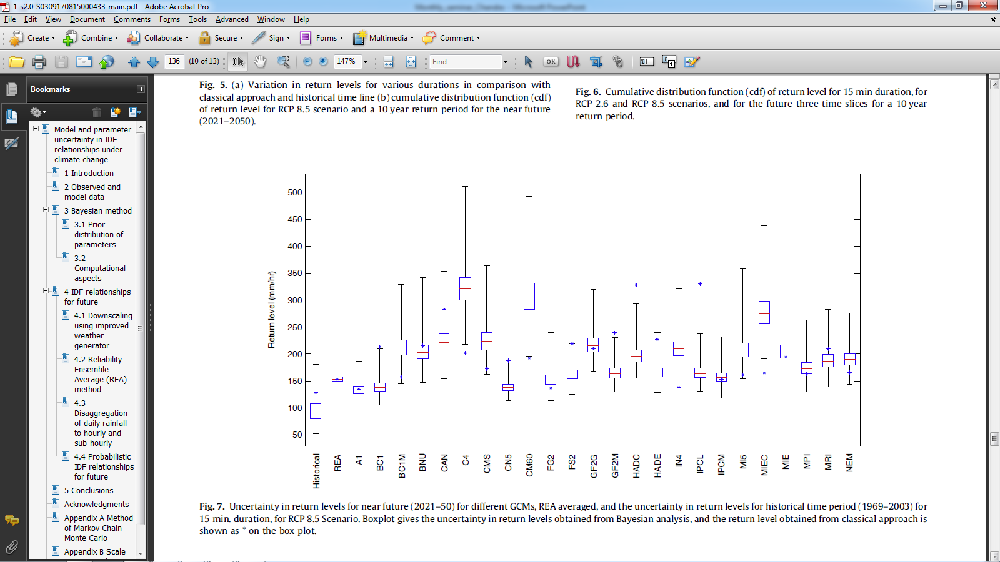 1-s2.0-S0309170815000433-main.pdf - Adobe Acrobat Pro
File Edit View Document Comments Forms Tools Advanced Window Help
Create Combine Collaborate Secure Sign Forms Multimedia Comment
136 (10 of 13) 147% Find OK
Bookmarks
Model and parameter
uncertainty in IDF
relationships under
climate change
1 Introduction
2 Observed and
model data
3 Bayesian method
3.1 Prior
distribution of
parameters
3.2
Computational
aspects
4 IDF relationships
for future
4.1 Downscaling
using improved
weather
generator
4.2 Reliability
Ensemble
Average (REA)
method
4.3
Disaggregation
of daily rainfall
to hourly and
sub-hourly
4.4 Probabilistic
IDF relationships
for future
5 Conclusions
Acknowledgments
Appendix A Method
of Markov Chain
Monte Carlo
Appendix B Scale
Fig. 5. (a) Variation in return levels for various durations in comparison with
classical approach and historical time line (b) cumulative distribution function (cdf)
of return level for RCP 8.5 scenario and a 10 year return period for the near future
(2021–2050).
Fig. 6. Cumulative distribution function (cdf) of return level for 15 min duration, for
RCP 2.6 and RCP 8.5 scenarios, and for the future three time slices for a 10 year
return period.
Return level (mm/hr)
500
450
400
350
300
250
200
150
100
50
Historical REA A1 BC1 BC1M BNU CAN C4 CMS CN5 CM60 FG2 FS2 GF2G GF2M HADC HADE IN4 IPCL IPCM MI5 MIEC MIE MPI MRI NEM
Fig. 7. Uncertainty in return levels for near future (2021–50) for different GCMs, REA averaged, and the uncertainty in return levels for historical time period (1969–2003) for
15 min. duration, for RCP 8.5 Scenario. Boxplot gives the uncertainty in return levels obtained from Bayesian analysis, and the return level obtained from classical approach is
shown as * on the box plot.